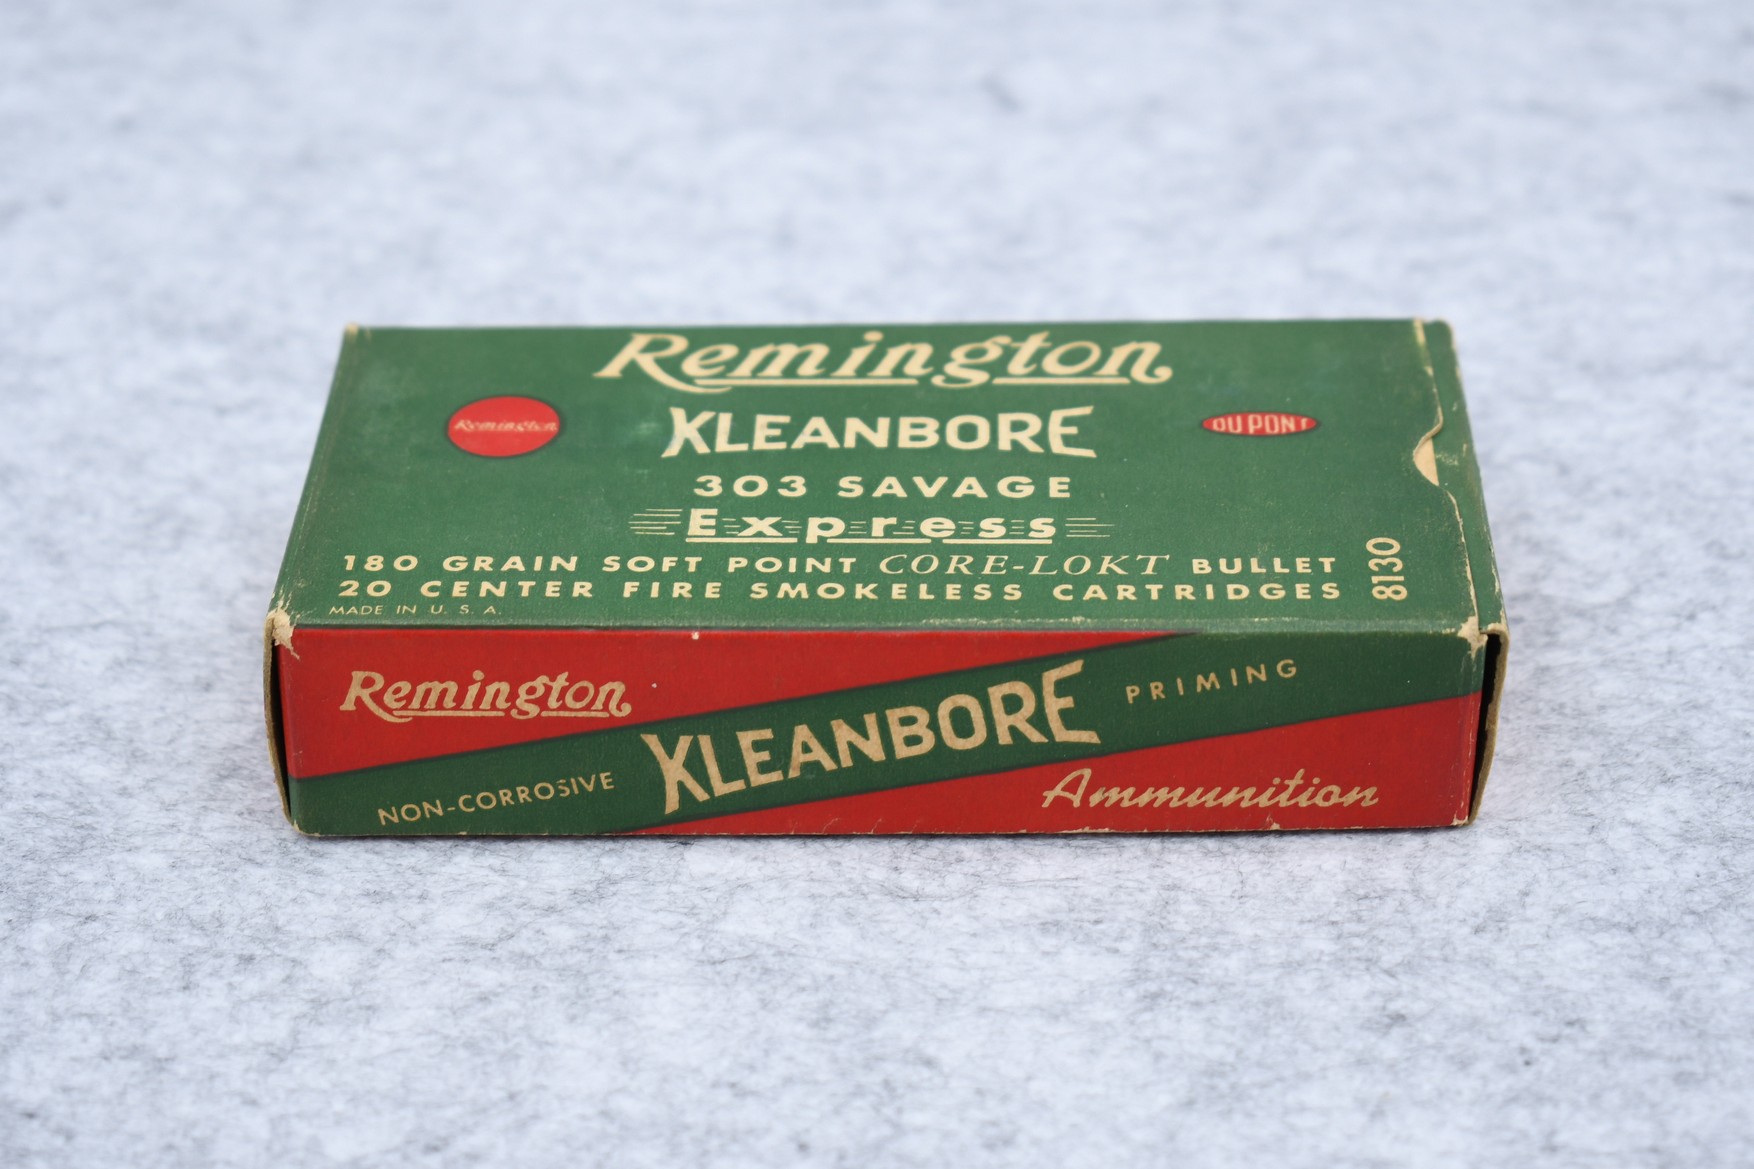 Remington
Remington
KLEANBORE
DU PONT
303 SAVAGE
Express
180 GRAIN SOFT POINT CORE-LOKT BULLET
20 CENTER FIRE SMOKELESS CARTRIDGES
MADE IN U. S. A.
8130
Remington
NON-CORROSIVE KLEANBORE PRIMING
Ammunition